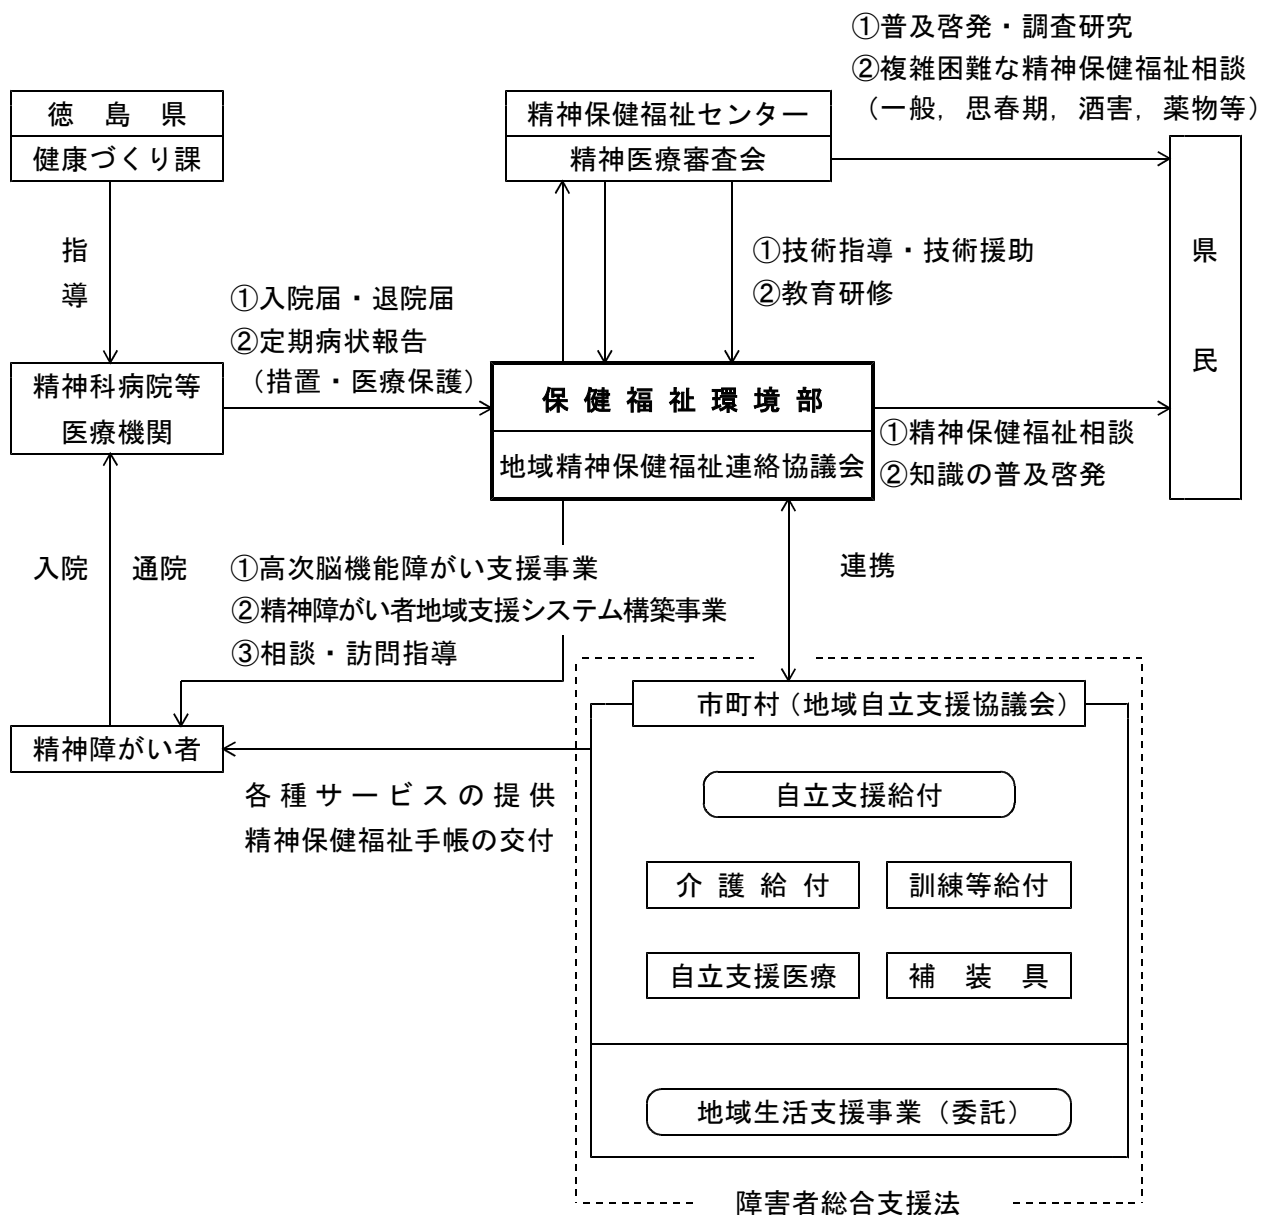 ①普及啓発・調査研究
②複雑困難な精神保健福祉相談
（一般，思春期，酒害，薬物等）
徳　島　県
健康づくり課
精神保健福祉センター
精神医療審査会
県
民
指
導
①技術指導・技術援助
②教育研修
①入院届・退院届
②定期病状報告
（措置・医療保護）
精神科病院等
医療機関
保 健 福 祉 環 境 部
地域精神保健福祉連絡協議会
①精神保健福祉相談
②知識の普及啓発
入院
通院
①高次脳機能障がい支援事業
②精神障がい者地域支援システム構築事業
③相談・訪問指導
連携
市町村（地域自立支援協議会）
精神障がい者
各 種 サ ー ビ ス の 提 供
精神保健福祉手帳の交付
自立支援給付
介 護 給 付
訓練等給付
自立支援医療
補　装　具
地域生活支援事業（委託）
障害者総合支援法